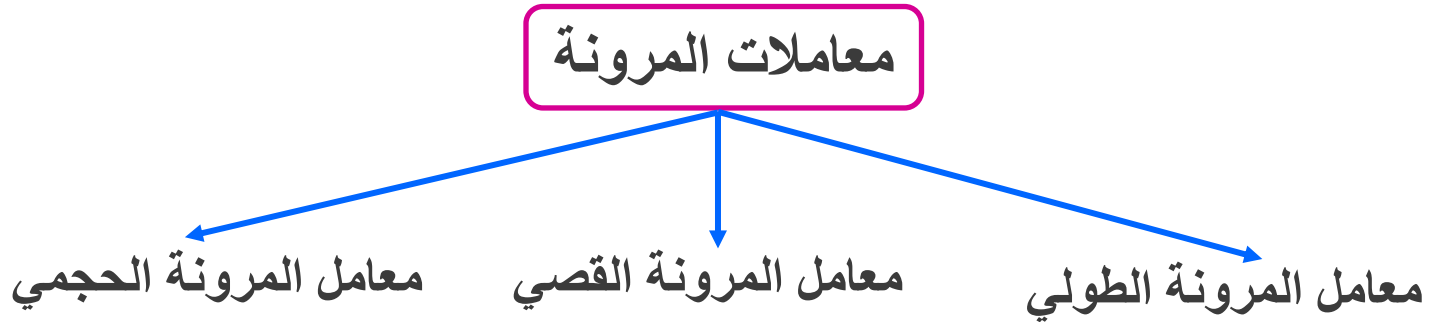 معاملات المرونة
معامل المرونة الطولي
معامل المرونة القصي
معامل المرونة الحجمي